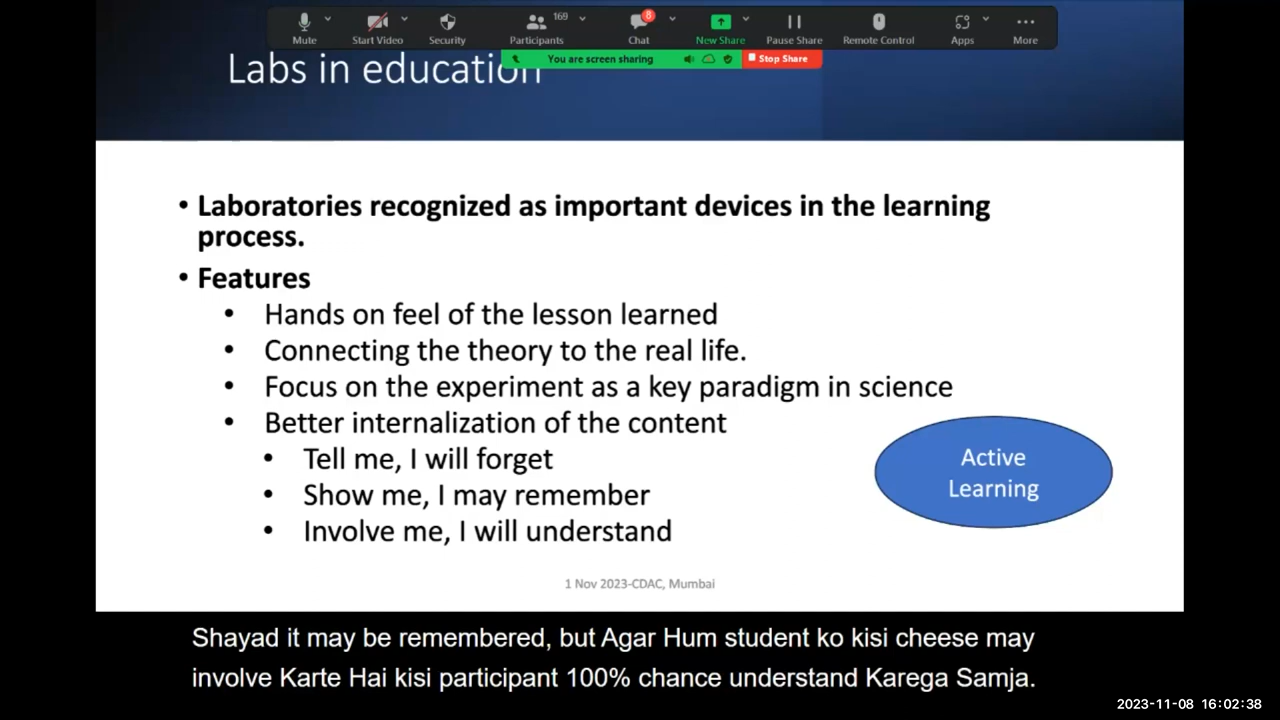 169
8
Mute
Start Video
Security
Participants
Chat
New Share
Pause Share
Remote Control
Apps
More
You are screen sharing
Stop Share
Labs in education
• Laboratories recognized as important devices in the learning
process.
• Features
• Hands on feel of the lesson learned
• Connecting the theory to the real life.
• Focus on the experiment as a key paradigm in science
• Better internalization of the content
• Tell me, I will forget
• Show me, I may remember
• Involve me, I will understand
Active
Learning
1 Nov 2023-CDAC, Mumbai
Shayad it may be remembered, but Agar Hum student ko kisi cheese may
involve Karte Hai kisi participant 100% chance understand Karega Samja.
2023-11-08 16:02:38